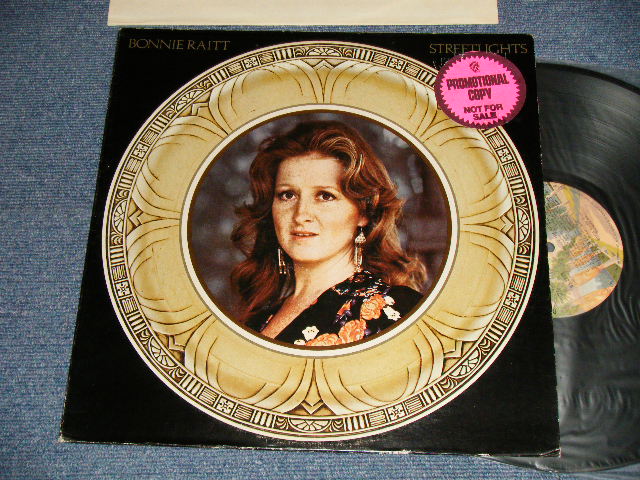 BONNIE RAITT
STREETLIGHTS
PROMOTIONAL
COPY
NOT FOR
SALE